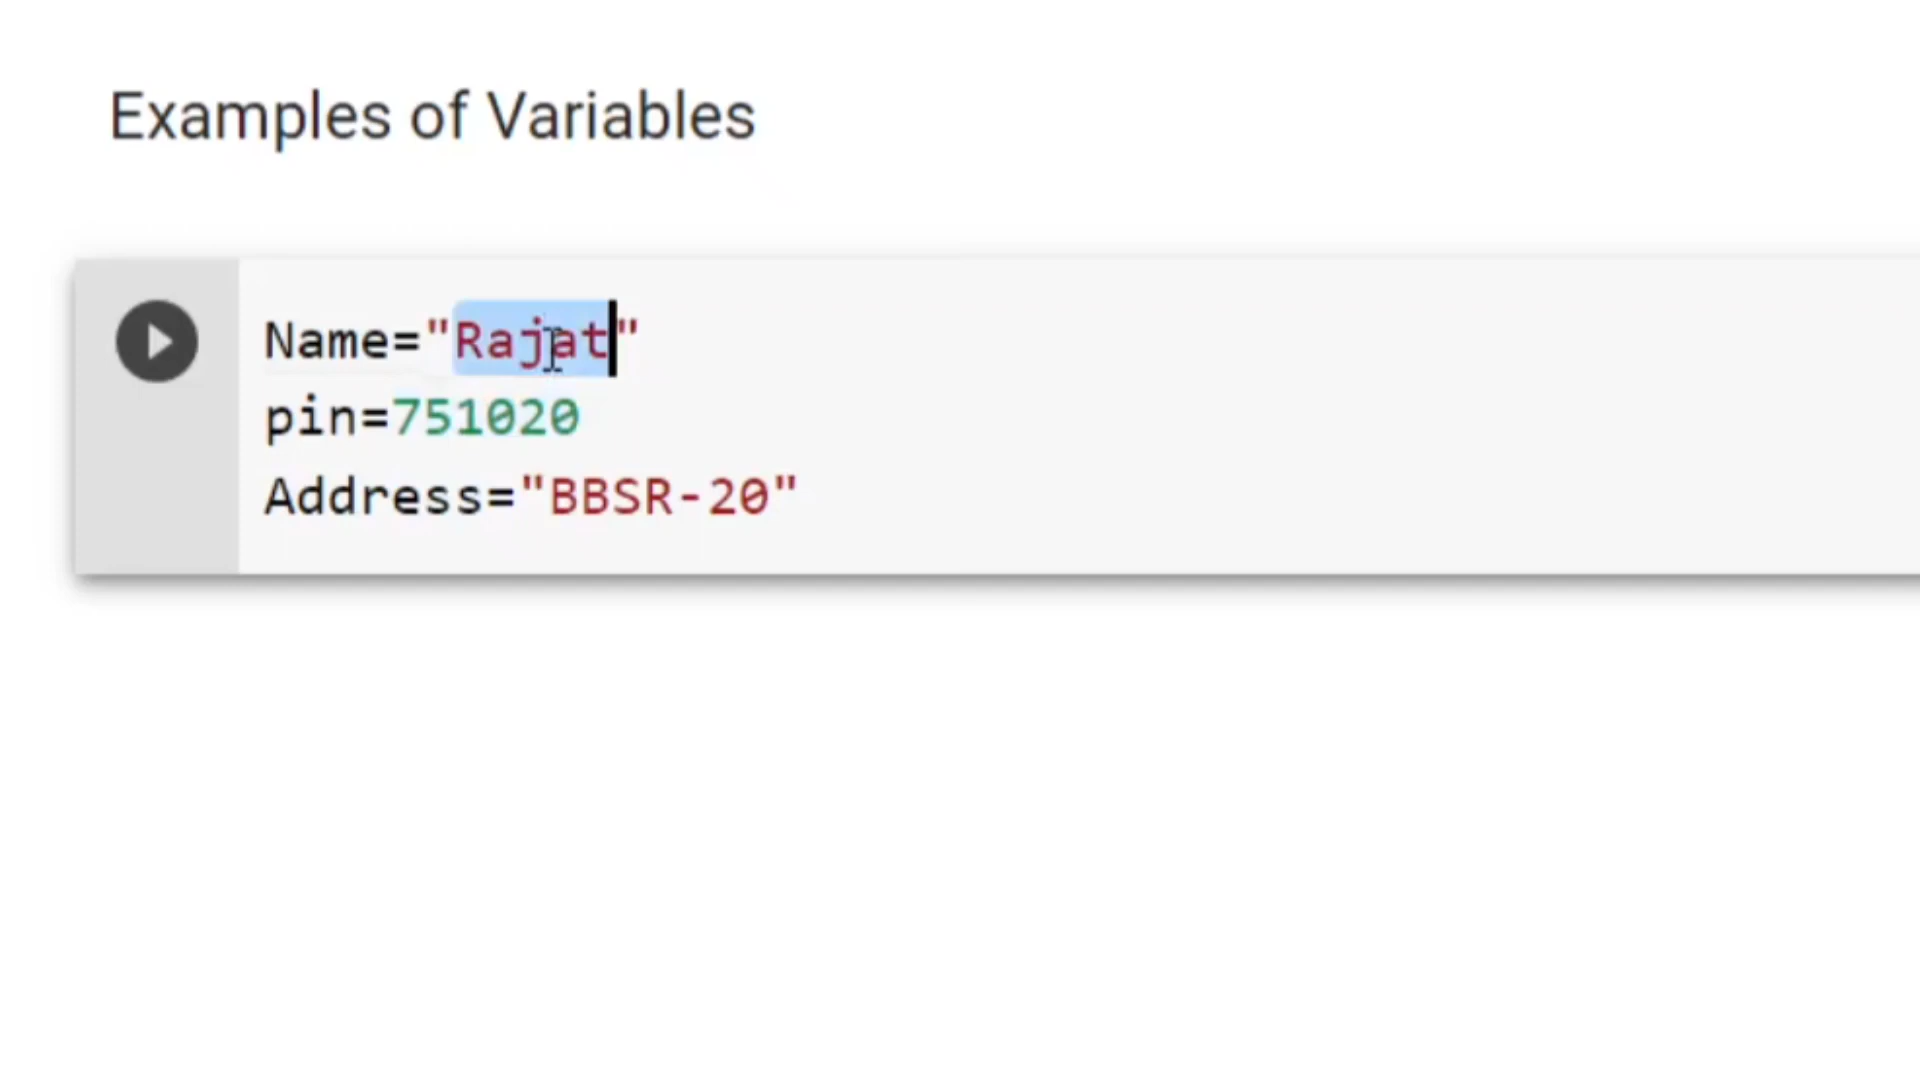 Examples of Variables
Name="Rajat"
pin=751020
Address="BBSR-20"